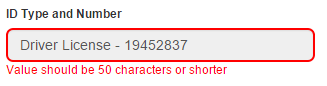 ID Type and Number
Driver License - 19452837
Value should be 50 characters or shorter